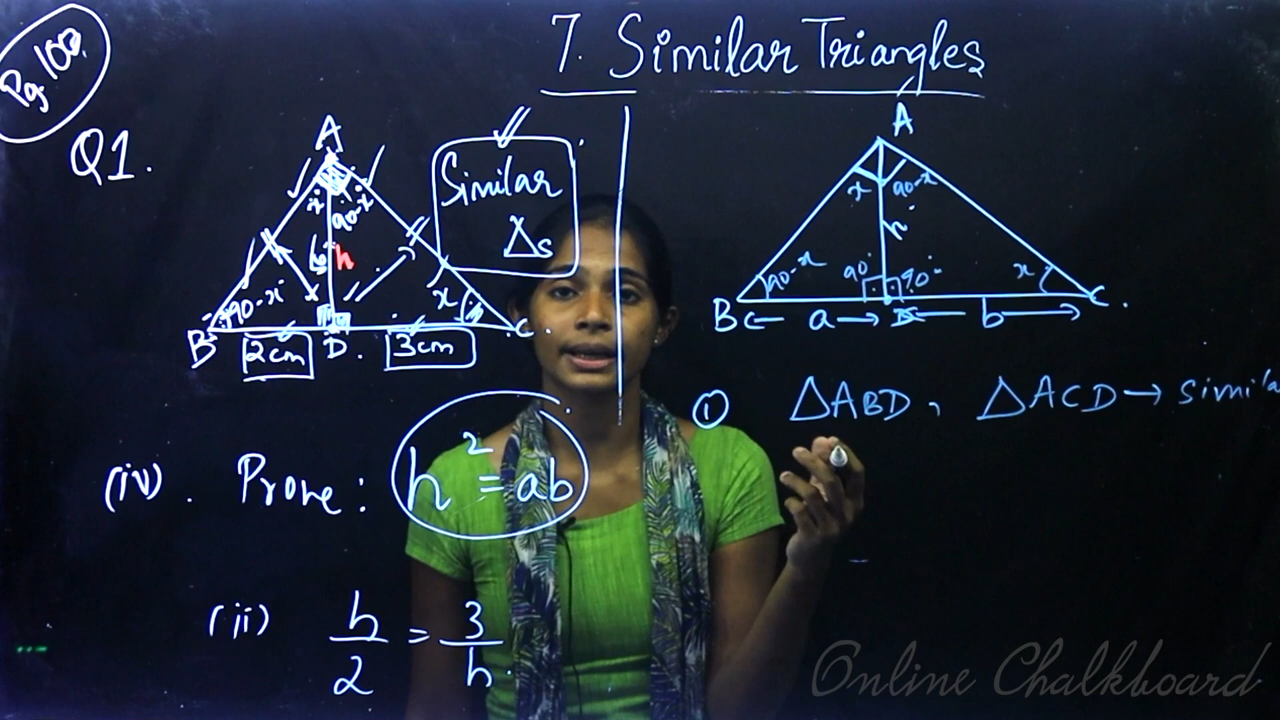 Pg.100.
7. Similar Triangles
Q1.
A
x° 90-x°
h
90-x° x
B 2cm D. 3cm C.
Similar
Δs
A
x 90-x
h
90-x 90° 90° x
B a D b C.
① ΔABD, ΔACD → Simila
(iv). Prove: h² = ab
(ii) h/2 = 3/h
Online Chalkboard